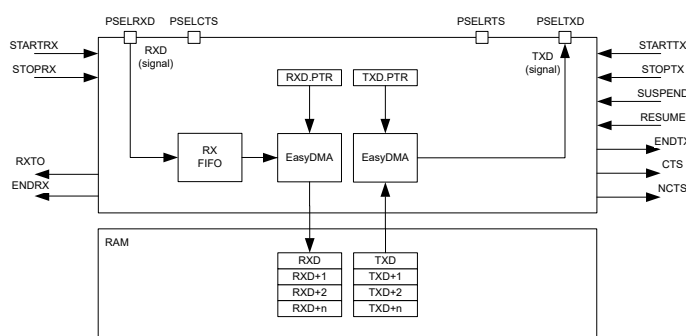 PSELRXD PSELCTS PSELRTS PSELTXD
STARTRX
STOPRX
RXD
(signal)
TXD
(signal)
STARTTX
STOPTX
SUSPEND
RESUME
RXD.PTR TXD.PTR
RX
FIFO
EasyDMA EasyDMA
ENDTX
RXTO
ENDRX
CTS
NCTS
RAM
RXD TXD
RXD+1 TXD+1
RXD+2 TXD+2
RXD+n TXD+n